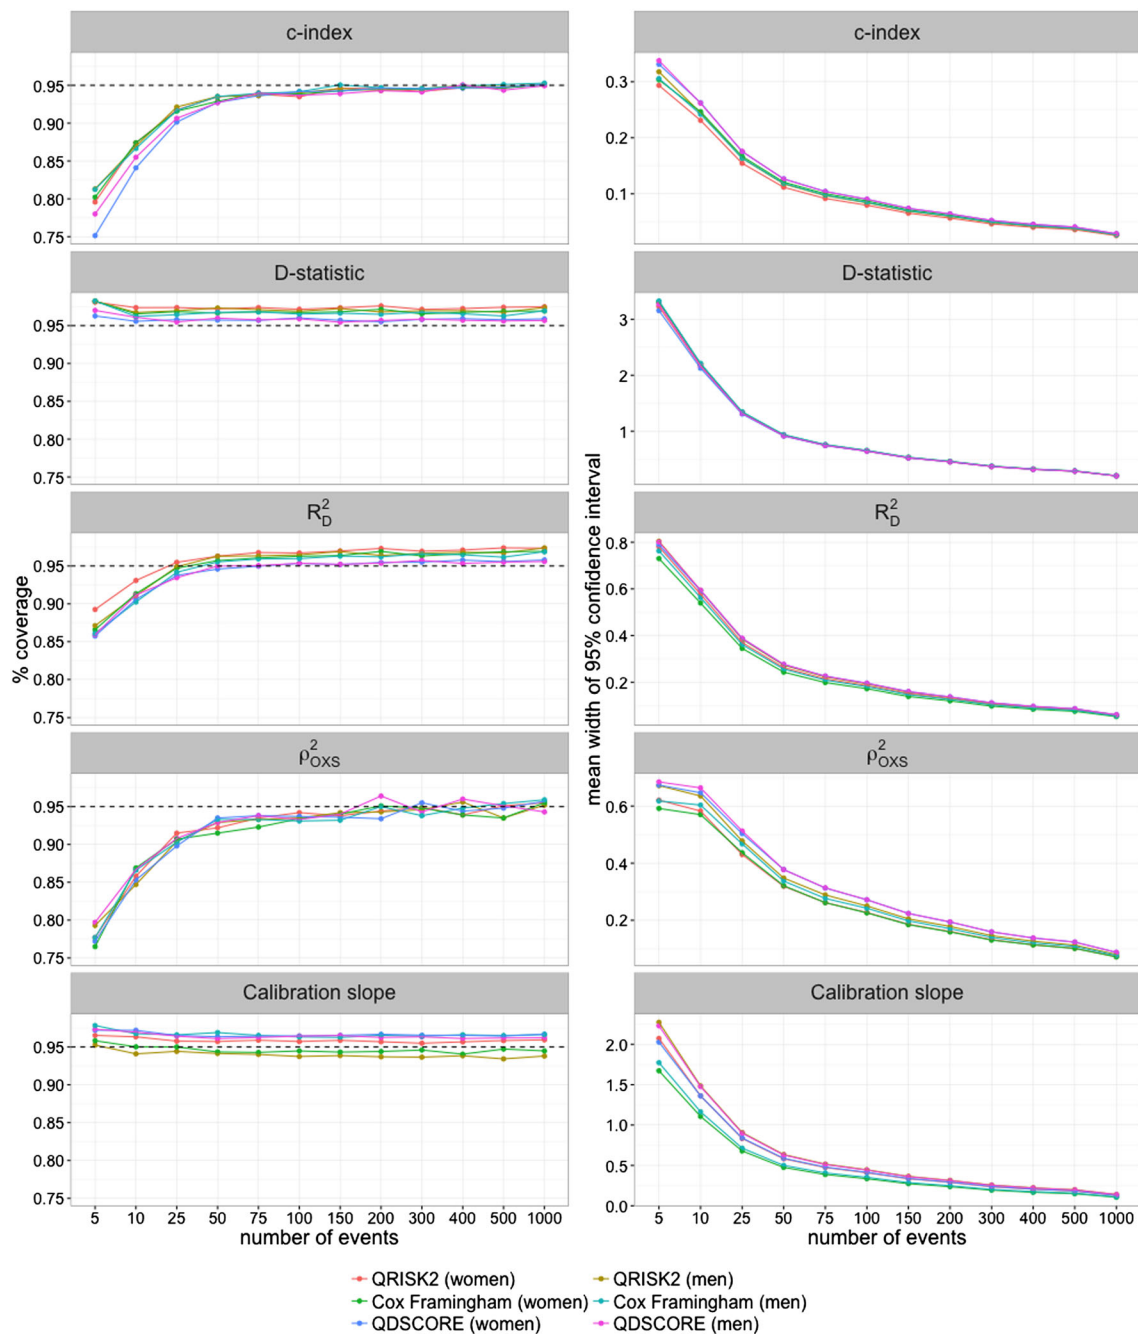 c-index
c-index
0.95
0.90
0.85
0.80
0.75
0.3
0.2
0.1
D-statistic
D-statistic
0.95
0.90
0.85
0.80
0.75
3
2
1
R²D
R²D
0.95
0.90
0.85
0.80
0.75
0.8
0.6
0.4
0.2
% coverage
mean width of 95% confidence interval
ρ²OXS
ρ²OXS
0.95
0.90
0.85
0.80
0.75
0.6
0.4
0.2
Calibration slope
Calibration slope
0.95
0.90
0.85
0.80
0.75
2.0
1.5
1.0
0.5
0.0
5 10 25 50 75 100 150 200 300 400 500 1000
5 10 25 50 75 100 150 200 300 400 500 1000
number of events
number of events
QRISK2 (women) QRISK2 (men)
Cox Framingham (women) Cox Framingham (men)
QDSCORE (women) QDSCORE (men)